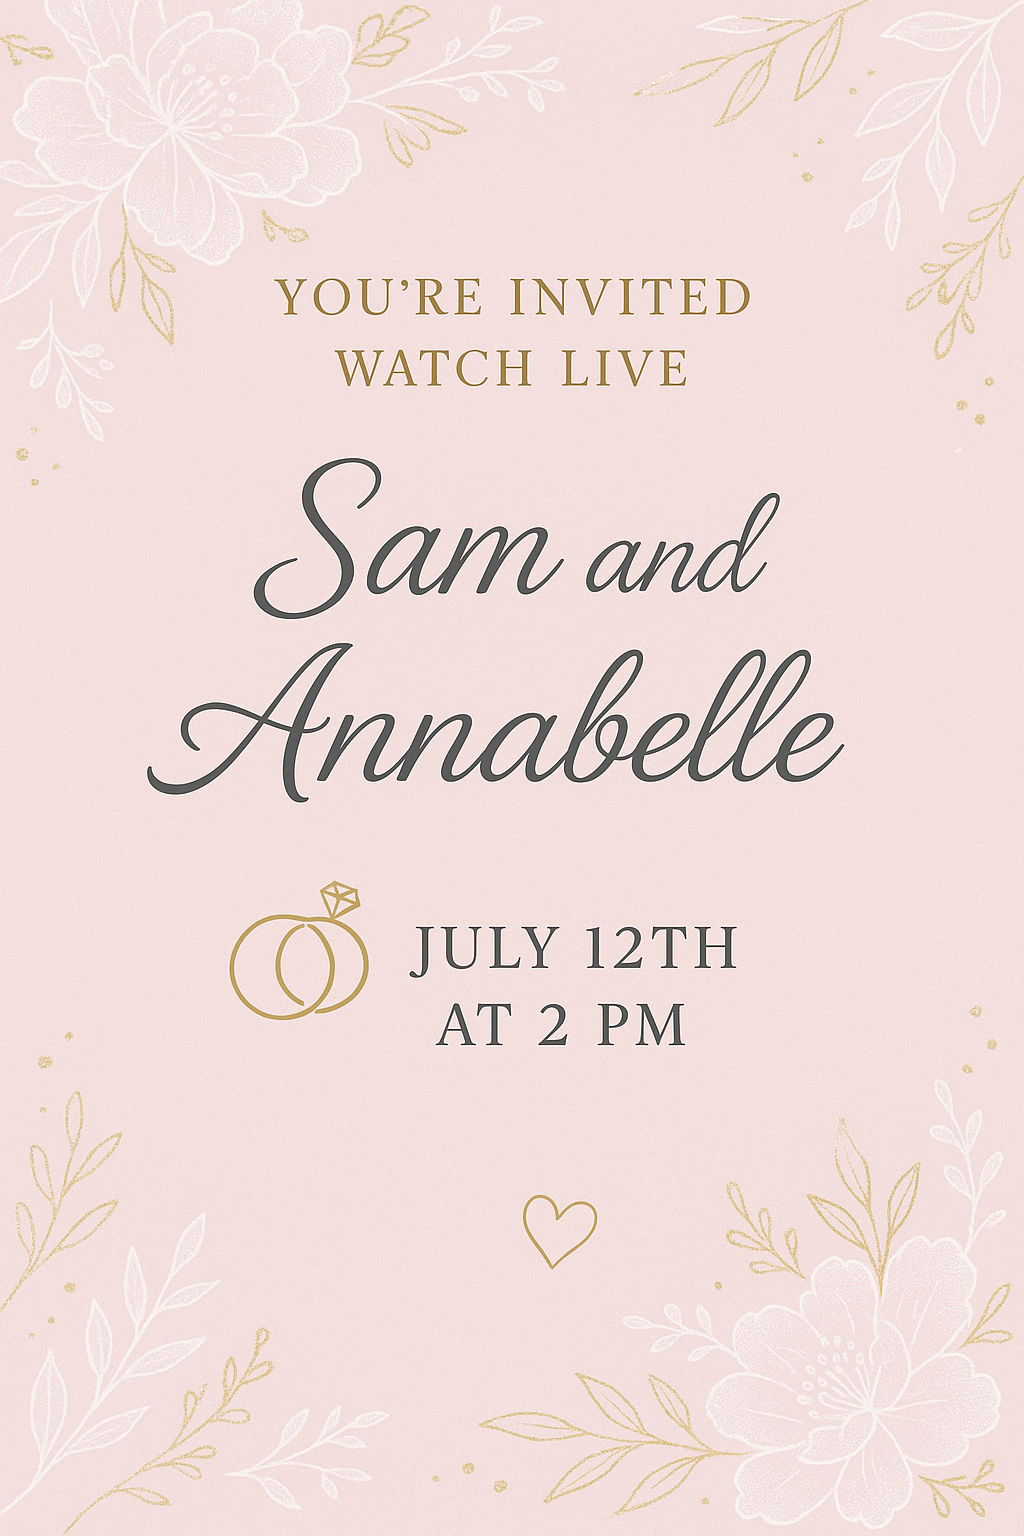 YOU’RE INVITED
WATCH LIVE
Sam and
Annabelle
JULY 12TH
AT 2 PM